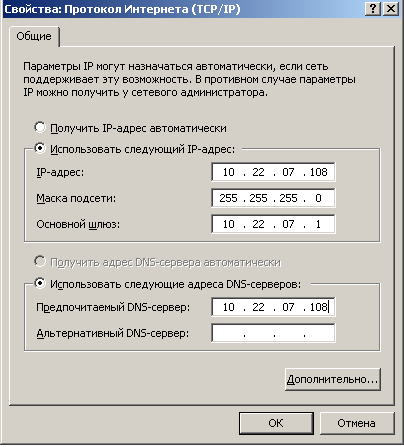 Свойства: Протокол Интернета (TCP/IP)
Общие
Параметры IP могут назначаться автоматически, если сеть
поддерживает эту возможность. В противном случае параметры
IP можно получить у сетевого администратора.
Получить IP-адрес автоматически
Использовать следующий IP-адрес:
IP-адрес: 10 . 22 . 07 . 108
Маска подсети: 255 . 255 . 255 . 0
Основной шлюз: 10 . 22 . 07 . 1
Получить адрес DNS-сервера автоматически
Использовать следующие адреса DNS-серверов:
Предпочитаемый DNS-сервер: 10 . 22 . 07 . 108
Альтернативный DNS-сервер: . . .
Дополнительно...
OK Отмена